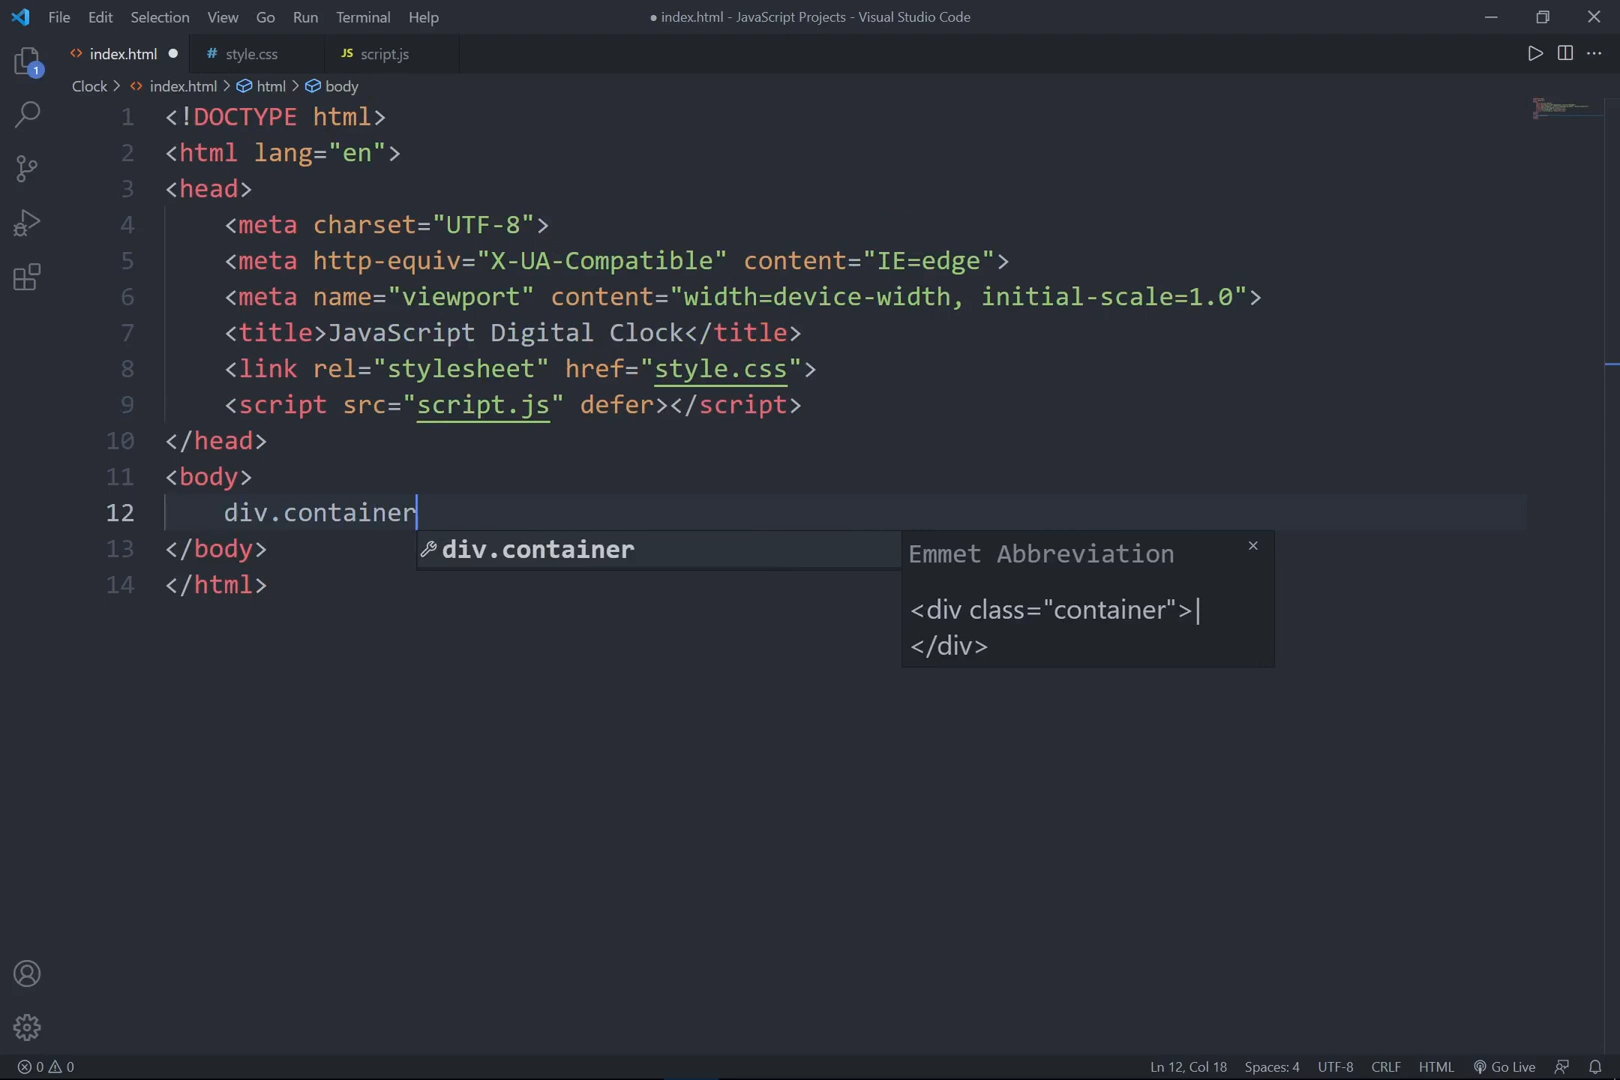 File Edit Selection View Go Run Terminal Help ● index.html - JavaScript Projects - Visual Studio Code
index.html # style.css JS script.js
Clock > index.html > html > body
1 <!DOCTYPE html>
2 <html lang="en">
3 <head>
4 <meta charset="UTF-8">
5 <meta http-equiv="X-UA-Compatible" content="IE=edge">
6 <meta name="viewport" content="width=device-width, initial-scale=1.0">
7 <title>JavaScript Digital Clock</title>
8 <link rel="stylesheet" href="style.css">
9 <script src="script.js" defer></script>
10 </head>
11 <body>
12 div.container
13 </body>
14 </html>
div.container
Emmet Abbreviation
<div class="container">|
</div>
1
0 0 Ln 12, Col 18 Spaces: 4 UTF-8 CRLF HTML Go Live